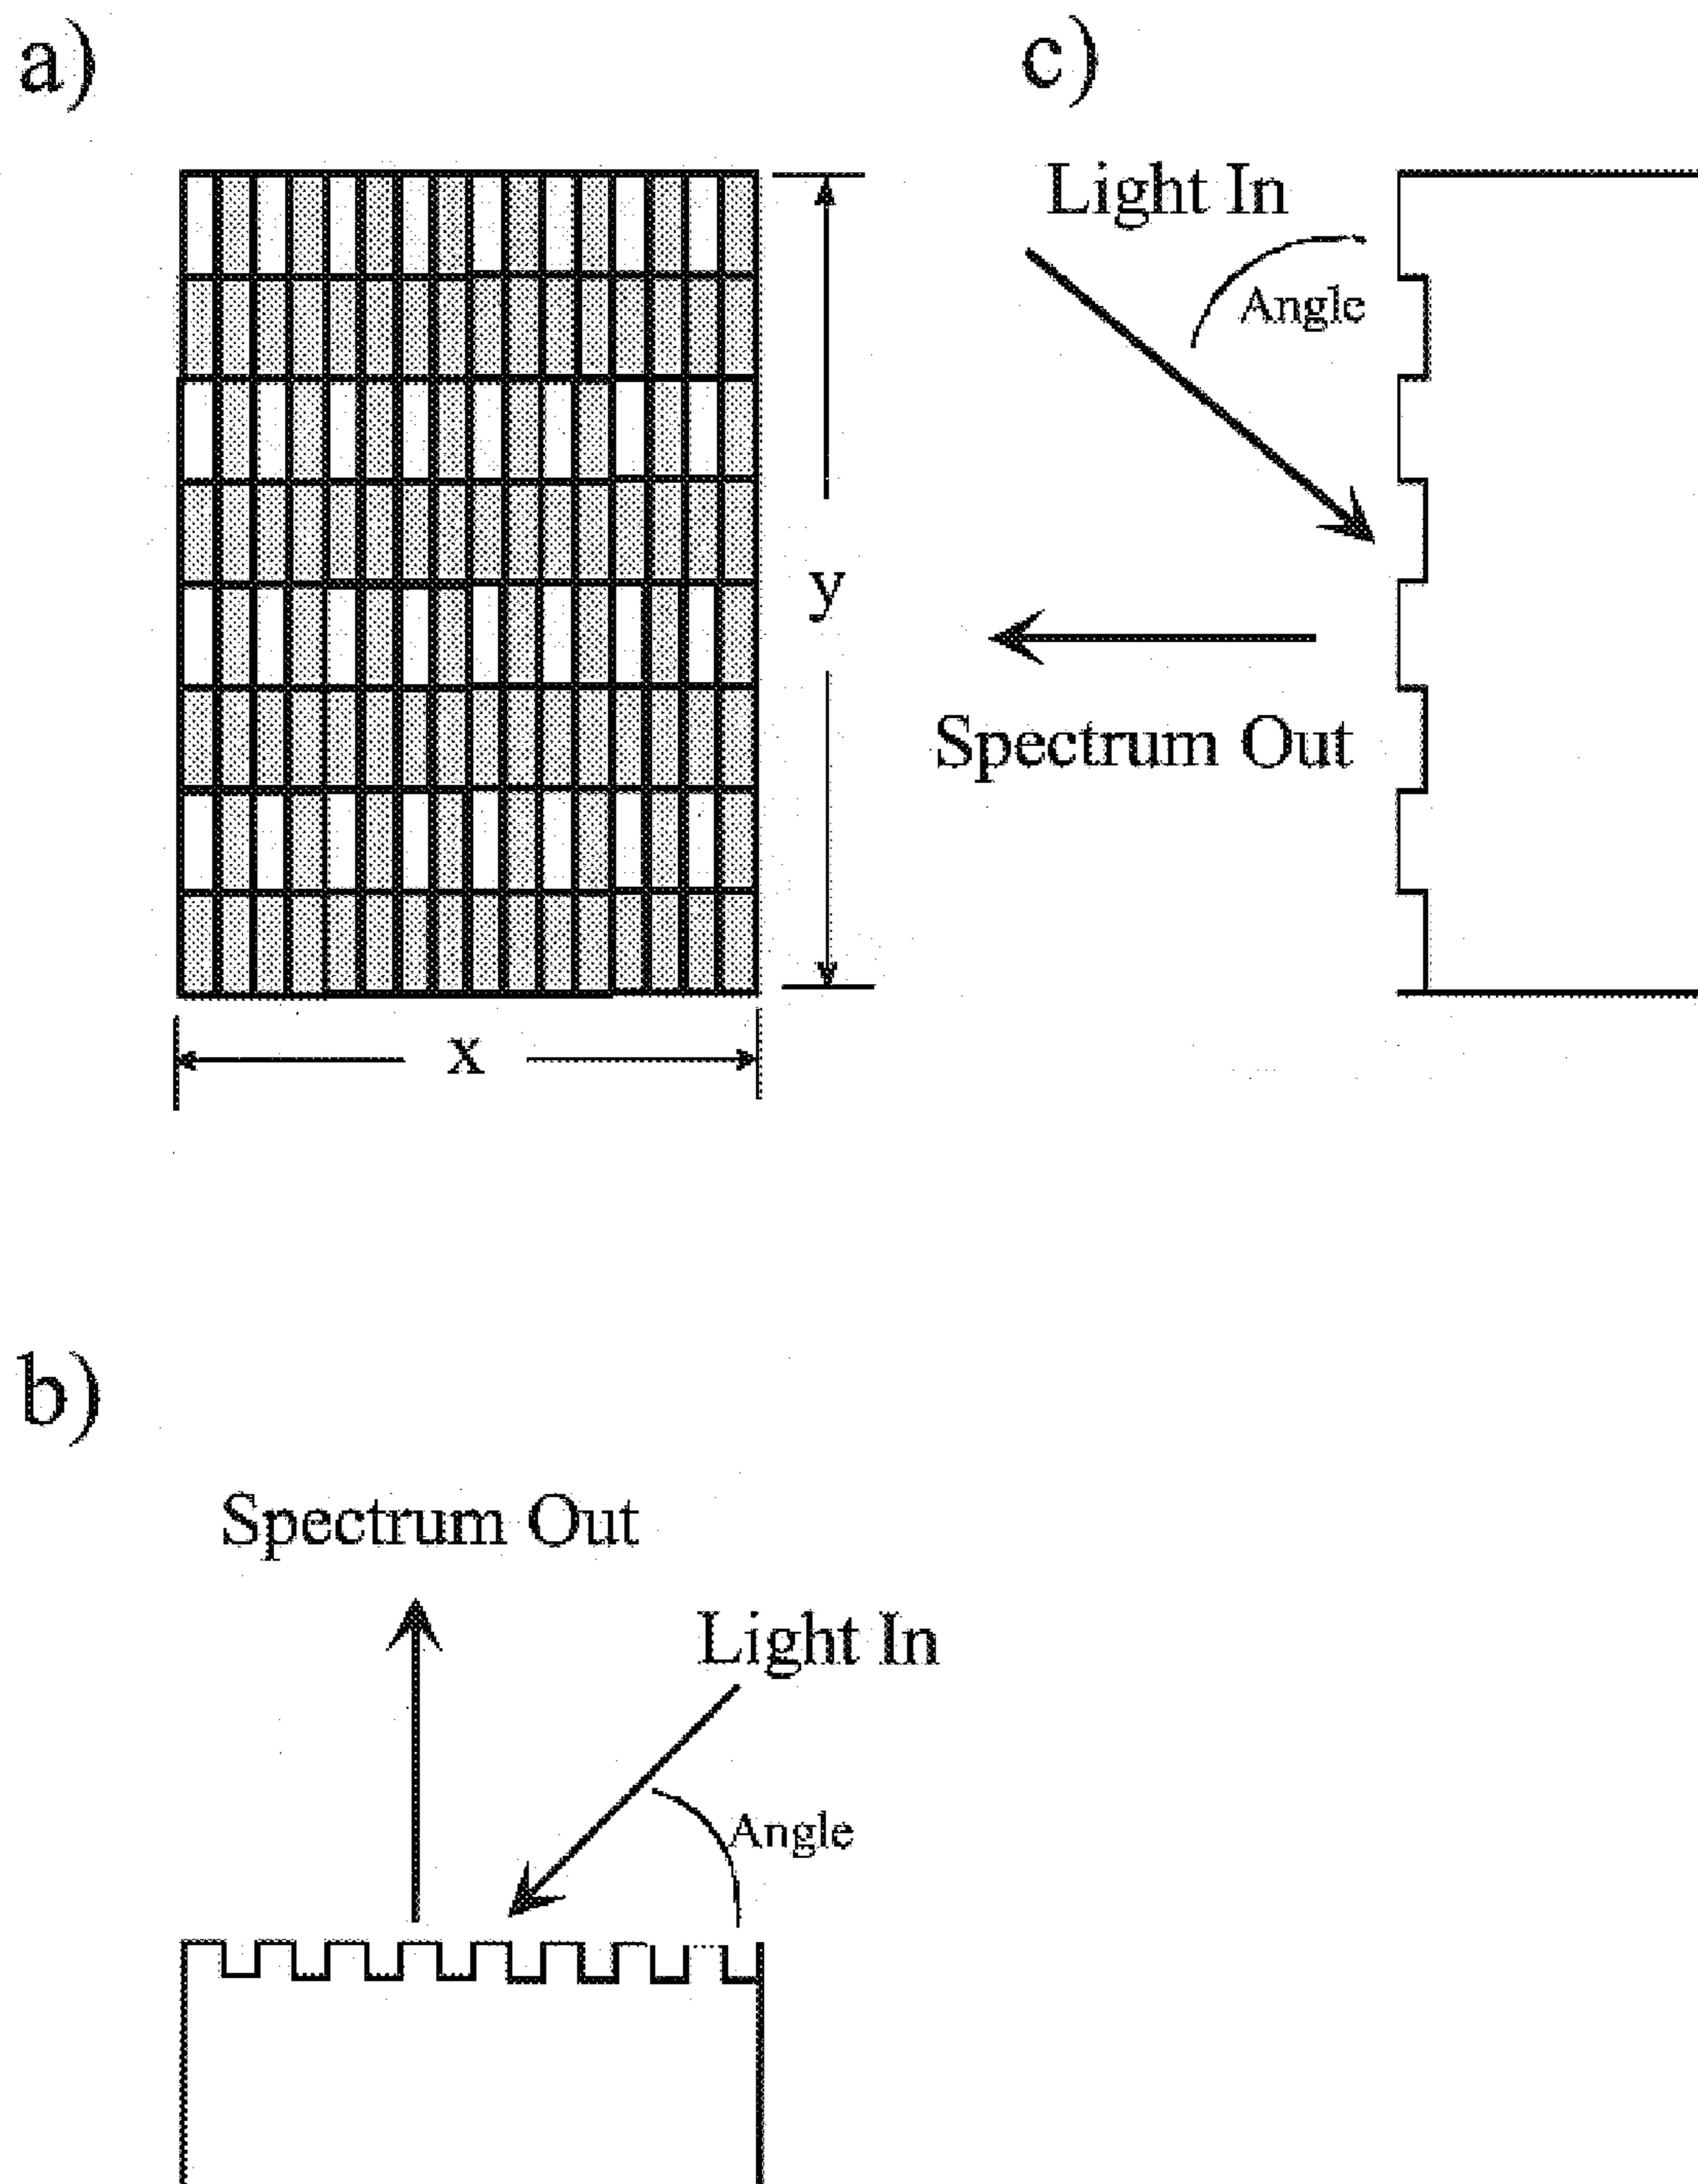 a)
c)
Light In
Angle
y
Spectrum Out
x
b)
Spectrum Out
Light In
Angle